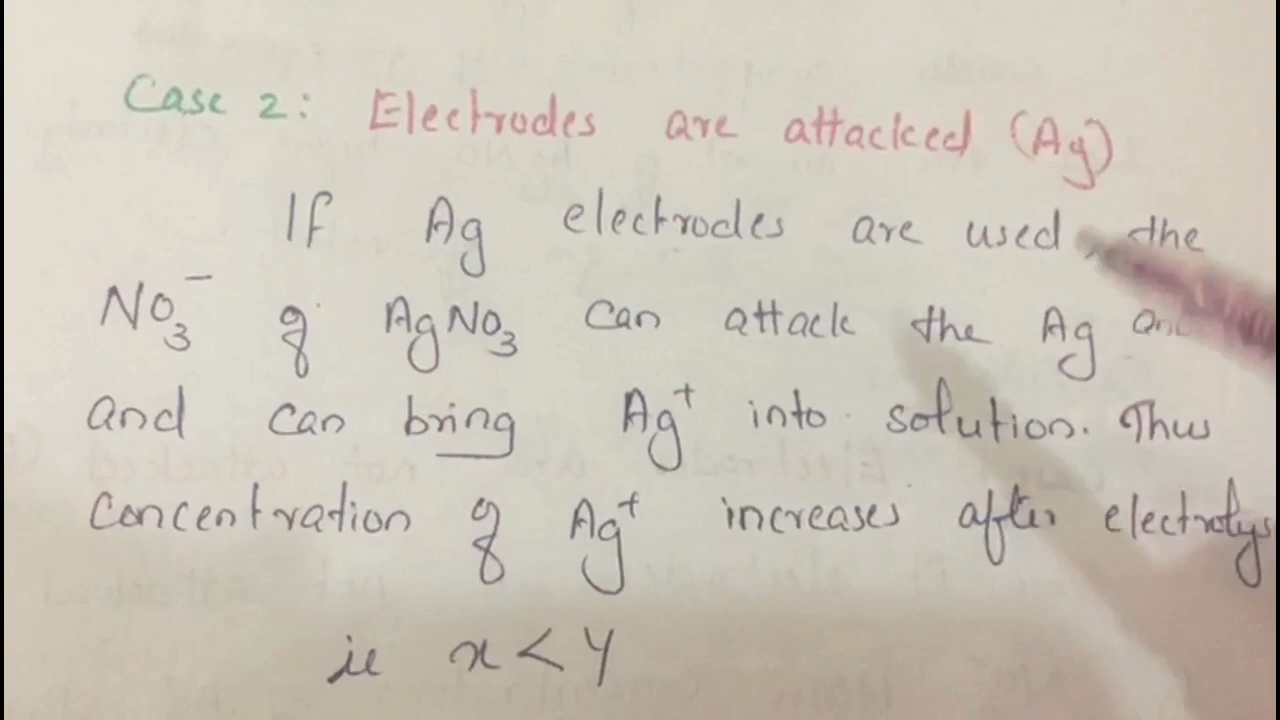 Case 2: Electrodes are attacked (Ag)
If Ag electrodes are used, the
NO₃⁻ of AgNO₃ can attack the Ag
and can bring Ag⁺ into solution. Thus
concentration of Ag⁺ increases after
ie x < y